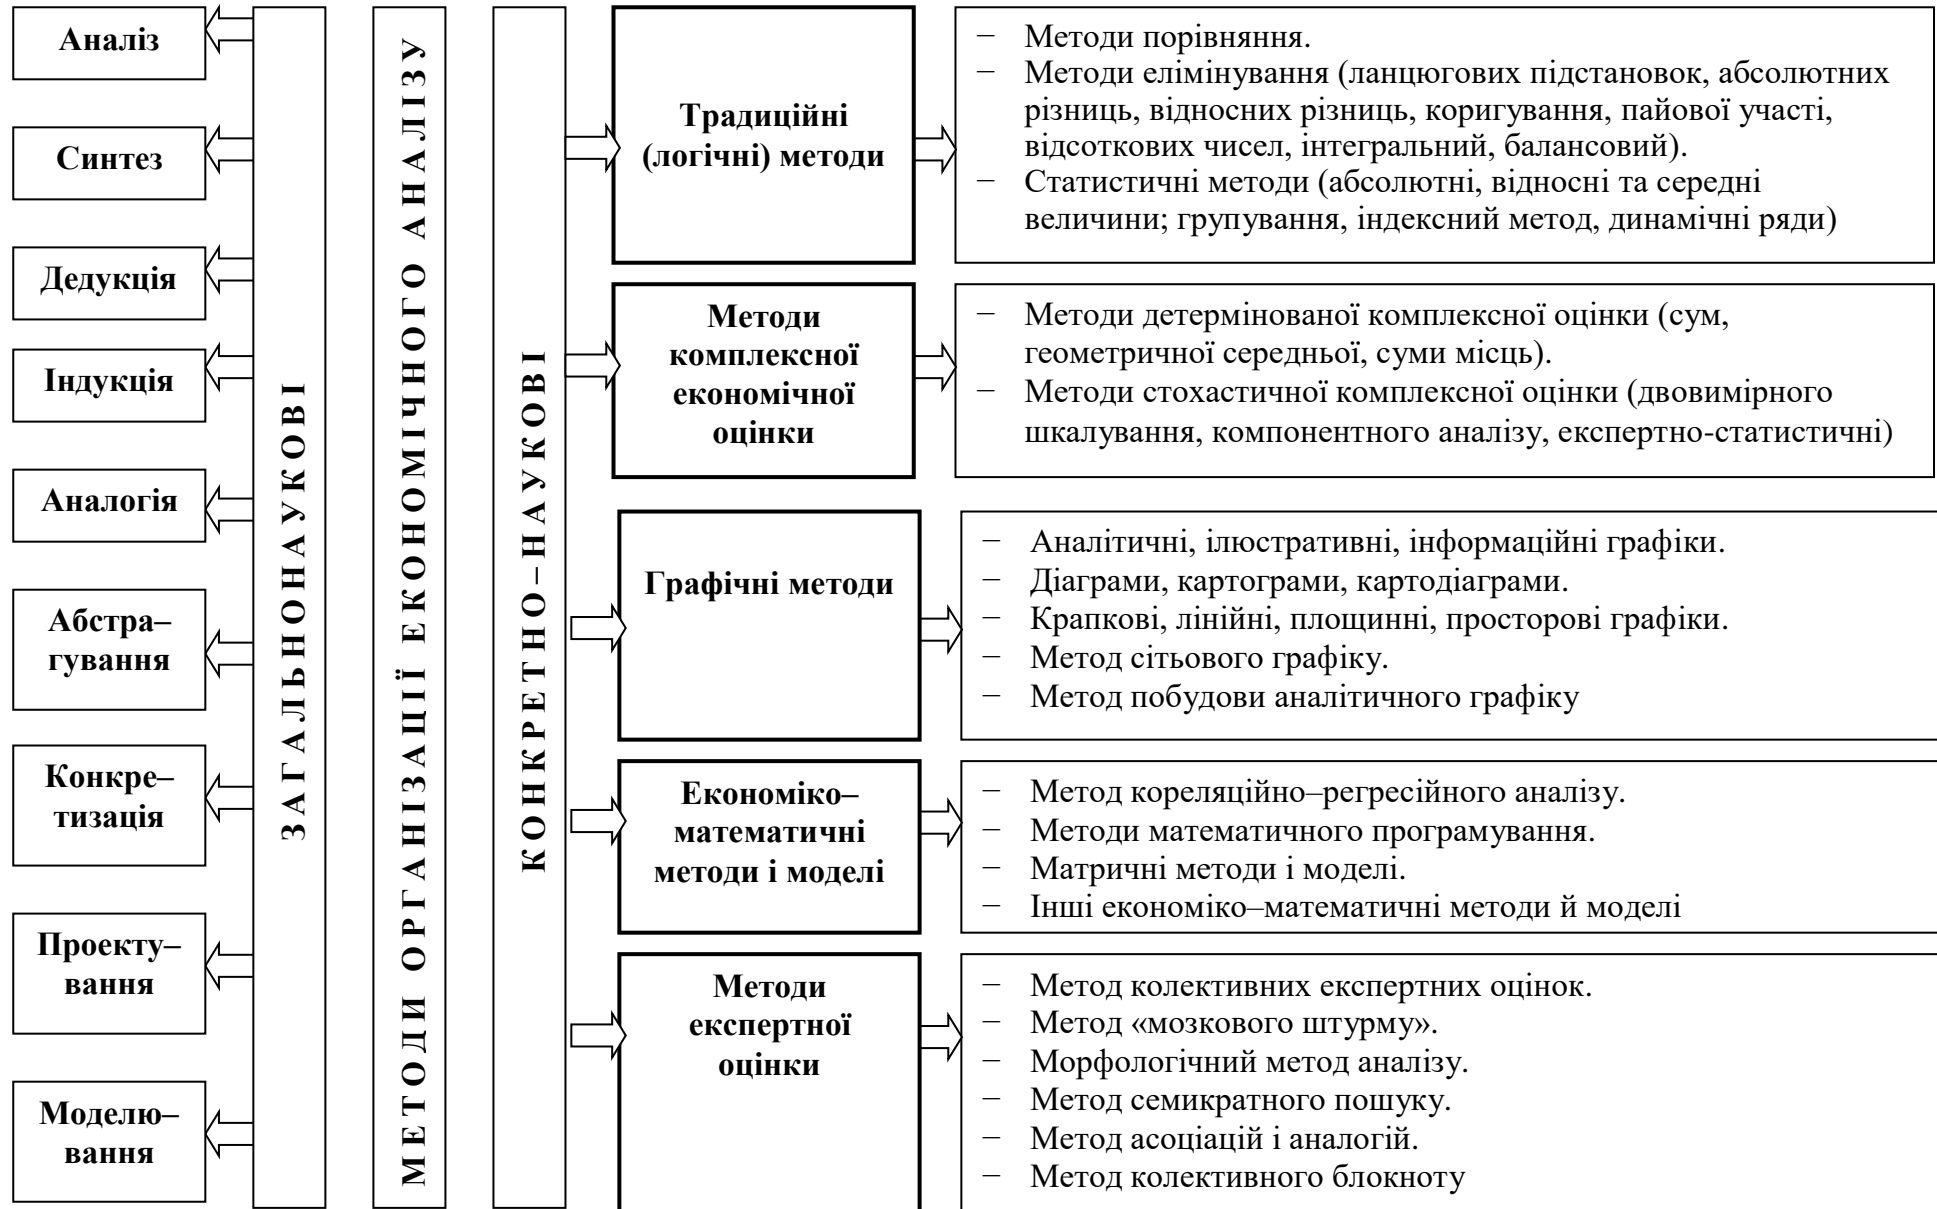 Аналіз
Синтез
Дедукція
Індукція
Аналогія
Абстра–
гування
Конкре–
тизація
Проекту–
вання
Моделю–
вання
ЗАГАЛЬНОНАУКОВІ
МЕТОДИ ОРГАНІЗАЦІЇ ЕКОНОМІЧНОГО АНАЛІЗУ
КОНКРЕТНО–НАУКОВІ
Традиційні
(логічні) методи
– Методи порівняння.
– Методи елімінування (ланцюгових підстановок, абсолютних
різниць, відносних різниць, коригування, пайової участі,
відсоткових чисел, інтегральний, балансовий).
– Статистичні методи (абсолютні, відносні та середні
величини; групування, індексний метод, динамічні ряди)
Методи
комплексної
економічної
оцінки
– Методи детермінованої комплексної оцінки (сум,
геометричної середньої, суми місць).
– Методи стохастичної комплексної оцінки (двовимірного
шкалування, компонентного аналізу, експертно-статистичні)
Графічні методи
– Аналітичні, ілюстративні, інформаційні графіки.
– Діаграми, картограми, картодіаграми.
– Крапкові, лінійні, площинні, просторові графіки.
– Метод сітьового графіку.
– Метод побудови аналітичного графіку
Економіко–
математичні
методи і моделі
– Метод кореляційно–регресійного аналізу.
– Методи математичного програмування.
– Матричні методи і моделі.
– Інші економіко–математичні методи й моделі
Методи
експертної
оцінки
– Метод колективних експертних оцінок.
– Метод «мозкового штурму».
– Морфологічний метод аналізу.
– Метод семикратного пошуку.
– Метод асоціацій і аналогій.
– Метод колективного блокноту